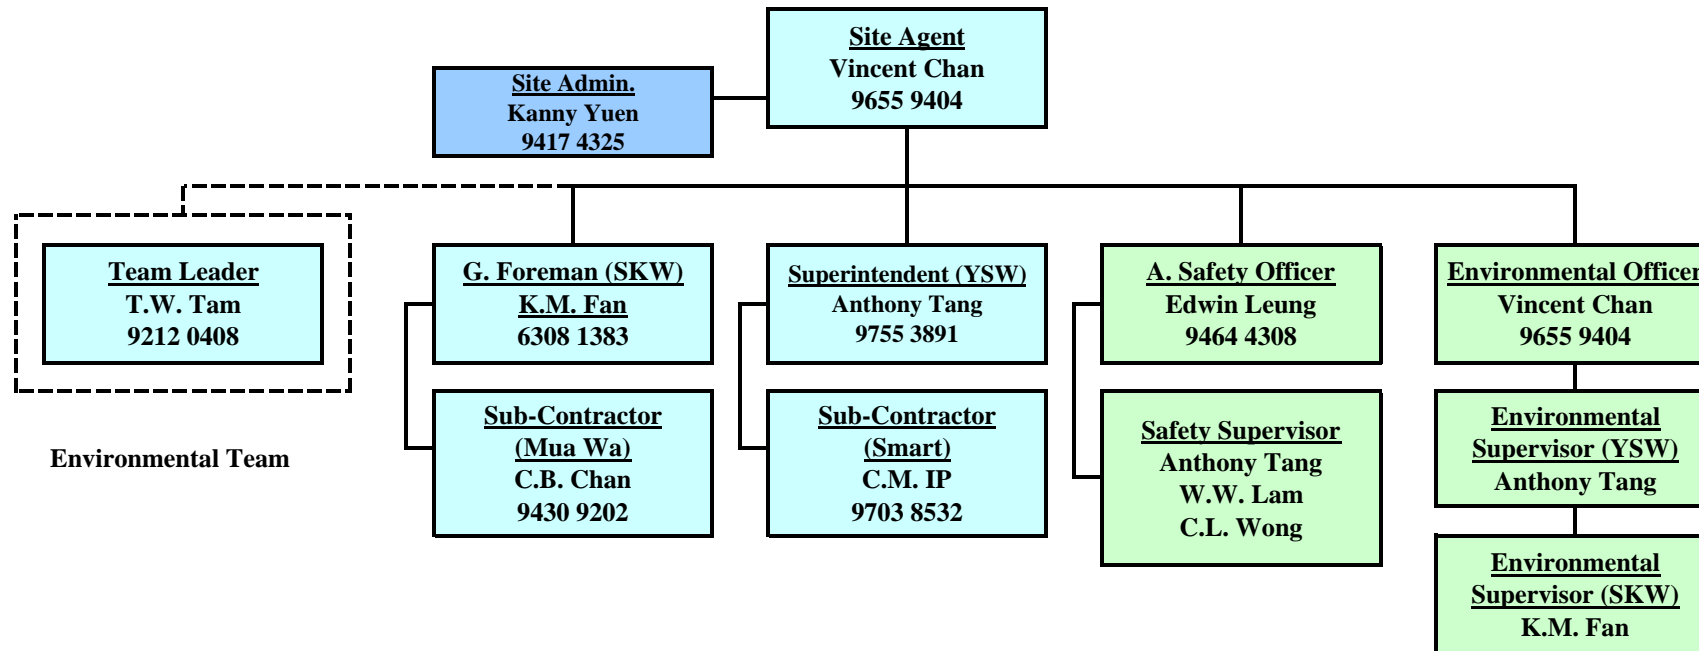 Site Agent
Vincent Chan
9655 9404
Site Admin.
Kanny Yuen
9417 4325
Team Leader
T.W. Tam
9212 0408
Environmental Team
G. Foreman (SKW)
K.M. Fan
6308 1383
Sub-Contractor
(Mua Wa)
C.B. Chan
9430 9202
Superintendent (YSW)
Anthony Tang
9755 3891
Sub-Contractor
(Smart)
C.M. IP
9703 8532
A. Safety Officer
Edwin Leung
9464 4308
Safety Supervisor
Anthony Tang
W.W. Lam
C.L. Wong
Environmental Officer
Vincent Chan
9655 9404
Environmental
Supervisor (YSW)
Anthony Tang
Environmental
Supervisor (SKW)
K.M. Fan